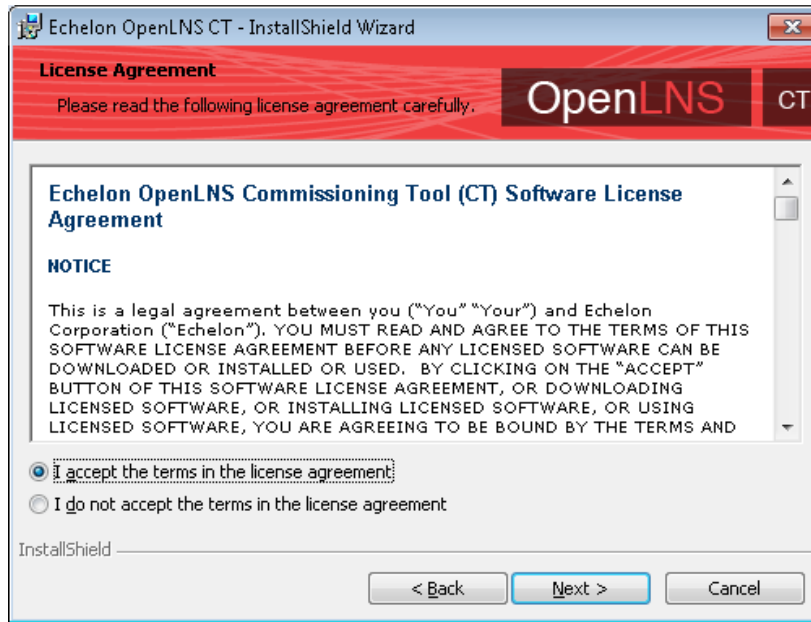 Echelon OpenLNS CT - InstallShield Wizard
License Agreement
Please read the following license agreement carefully.
OpenLNS CT
Echelon OpenLNS Commissioning Tool (CT) Software License
Agreement
NOTICE
This is a legal agreement between you (“You” “Your”) and Echelon
Corporation (“Echelon”). YOU MUST READ AND AGREE TO THE TERMS OF THIS
SOFTWARE LICENSE AGREEMENT BEFORE ANY LICENSED SOFTWARE CAN BE
DOWNLOADED OR INSTALLED OR USED.  BY CLICKING ON THE “ACCEPT”
BUTTON OF THIS SOFTWARE LICENSE AGREEMENT, OR DOWNLOADING
LICENSED SOFTWARE, OR INSTALLING LICENSED SOFTWARE, OR USING
LICENSED SOFTWARE, YOU ARE AGREEING TO BE BOUND BY THE TERMS AND
I accept the terms in the license agreement
I do not accept the terms in the license agreement
InstallShield
< Back
Next >
Cancel